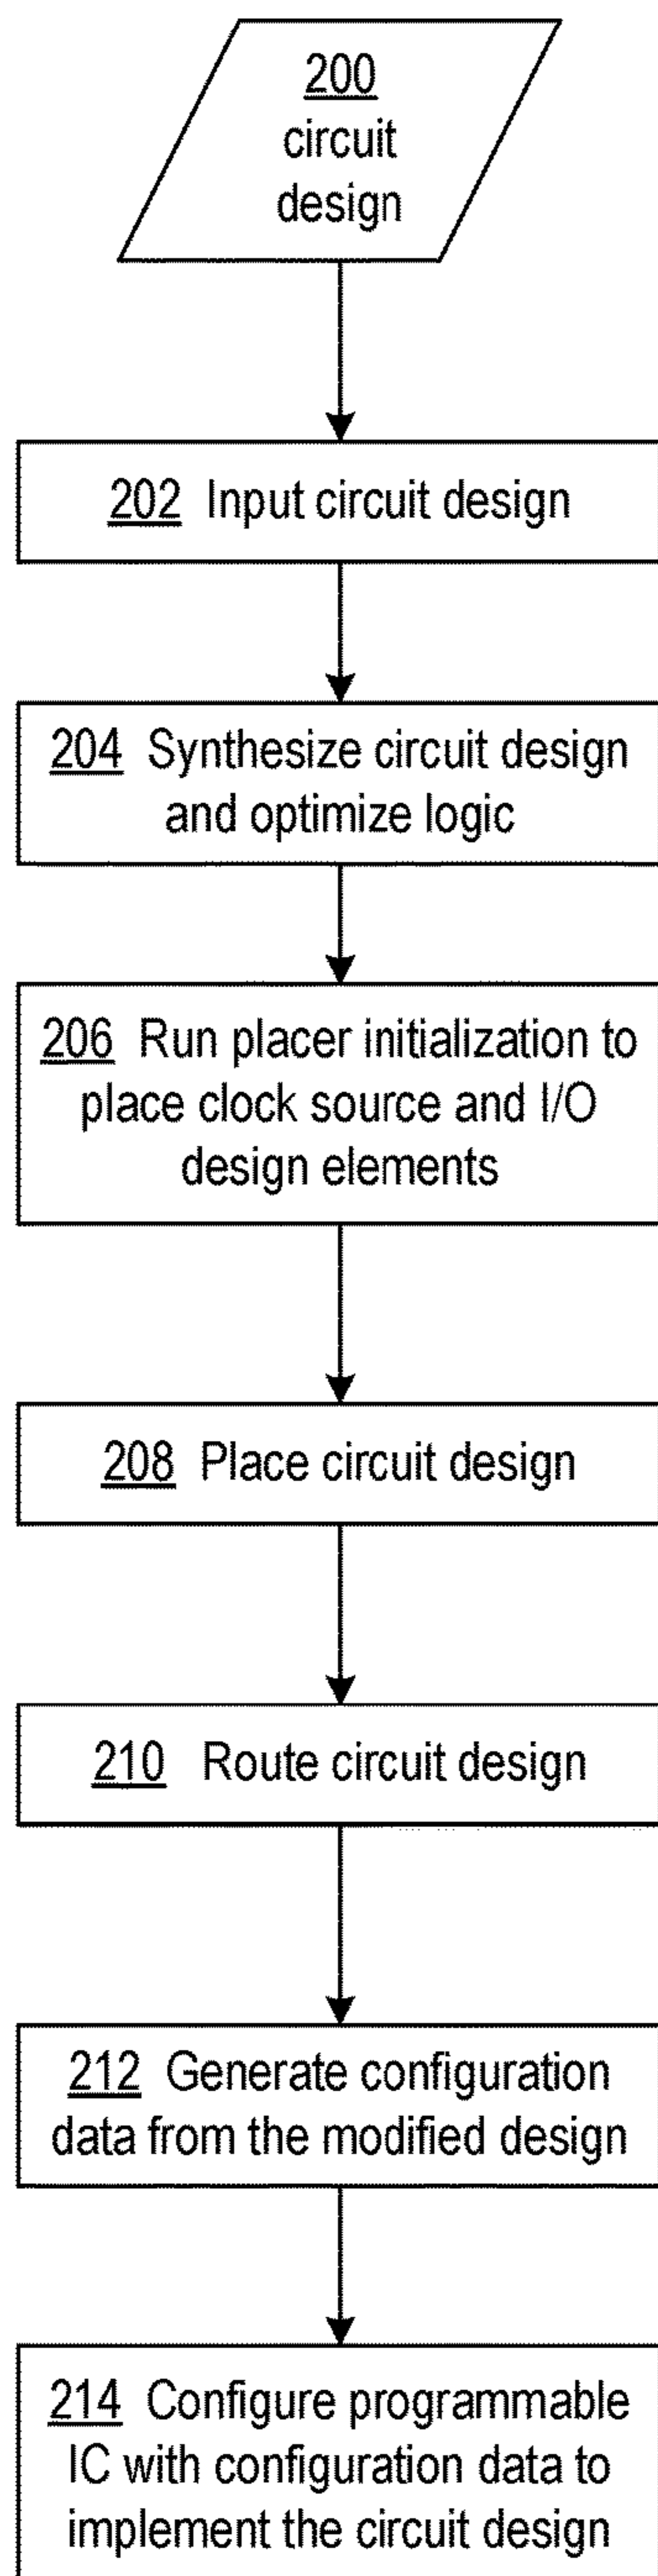 200
circuit
design
202 Input circuit design
204 Synthesize circuit design
and optimize logic
206 Run placer initialization to
place clock source and I/O
design elements
208 Place circuit design
210 Route circuit design
212 Generate configuration
data from the modified design
214 Configure programmable
IC with configuration data to
implement the circuit design